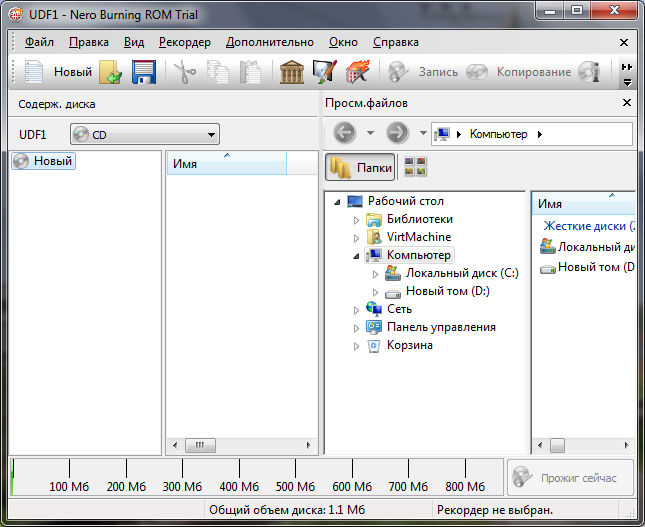 UDF1 - Nero Burning ROM Trial
Файл Правка Вид Рекордер Дополнительно Окно Справка
Новый Запись Копирование
Содерж. диска
Просм.файлов
UDF1 CD
Компьютер
Папки
Новый
Имя
Рабочий стол
Библиотеки
VirtMachine
Компьютер
Локальный диск (C:)
Новый том (D:)
Сеть
Панель управления
Корзина
Имя
Жесткие диски (
Локальный ди
Новый том (D
100 Мб 200 Мб 300 Мб 400 Мб 500 Мб 600 Мб 700 Мб 800 Мб
Прожиг сейчас
Общий объем диска: 1.1 Мб Рекордер не выбран.